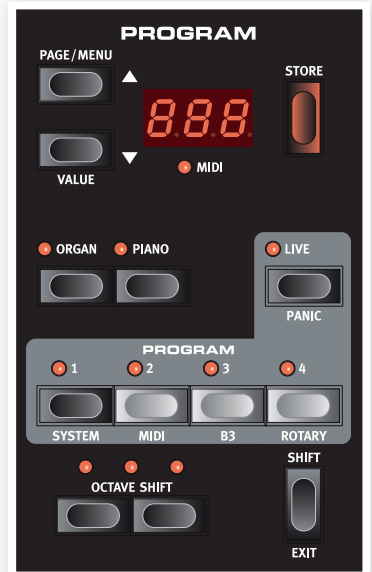 PROGRAM
PAGE/MENU
STORE
888
MIDI
VALUE
ORGAN PIANO LIVE
PANIC
PROGRAM
1 2 3 4
SYSTEM MIDI B3 ROTARY
SHIFT
OCTAVE SHIFT
EXIT